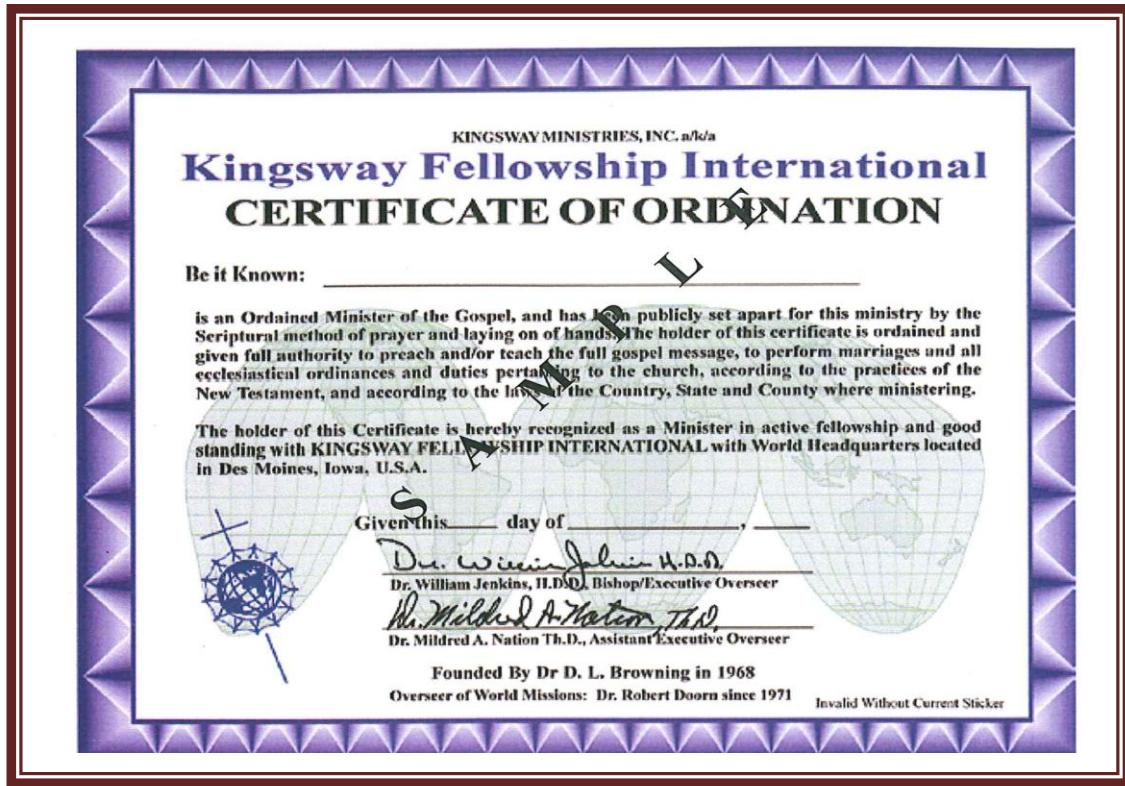 KINGSWAY MINISTRIES, INC. a/k/a
Kingsway Fellowship International
CERTIFICATE OF ORDINATION
Be it Known:
is an Ordained Minister of the Gospel, and has been publicly set apart for this ministry by the
Scriptural method of prayer and laying on of hands. The holder of this certificate is ordained and
given full authority to preach and/or teach the full gospel message, to perform marriages and all
ecclesiastical ordinances and duties pertaining to the church, according to the practices of the
New Testament, and according to the laws of the Country, State and County where ministering.
The holder of this Certificate is hereby recognized as a Minister in active fellowship and good
standing with KINGSWAY FELLOWSHIP INTERNATIONAL with World Headquarters located
in Des Moines, Iowa, U.S.A.
SAMPLE
Given this____ day of ______________, ____
Dr. William Jenkins H.D.D.
Dr. William Jenkins, H.D.D, Bishop/Executive Overseer
Dr. Mildred A. Nation, Th.D.
Dr. Mildred A. Nation Th.D., Assistant Executive Overseer
Founded By Dr D. L. Browning in 1968
Overseer of World Missions: Dr. Robert Doorn since 1971
Invalid Without Current Sticker